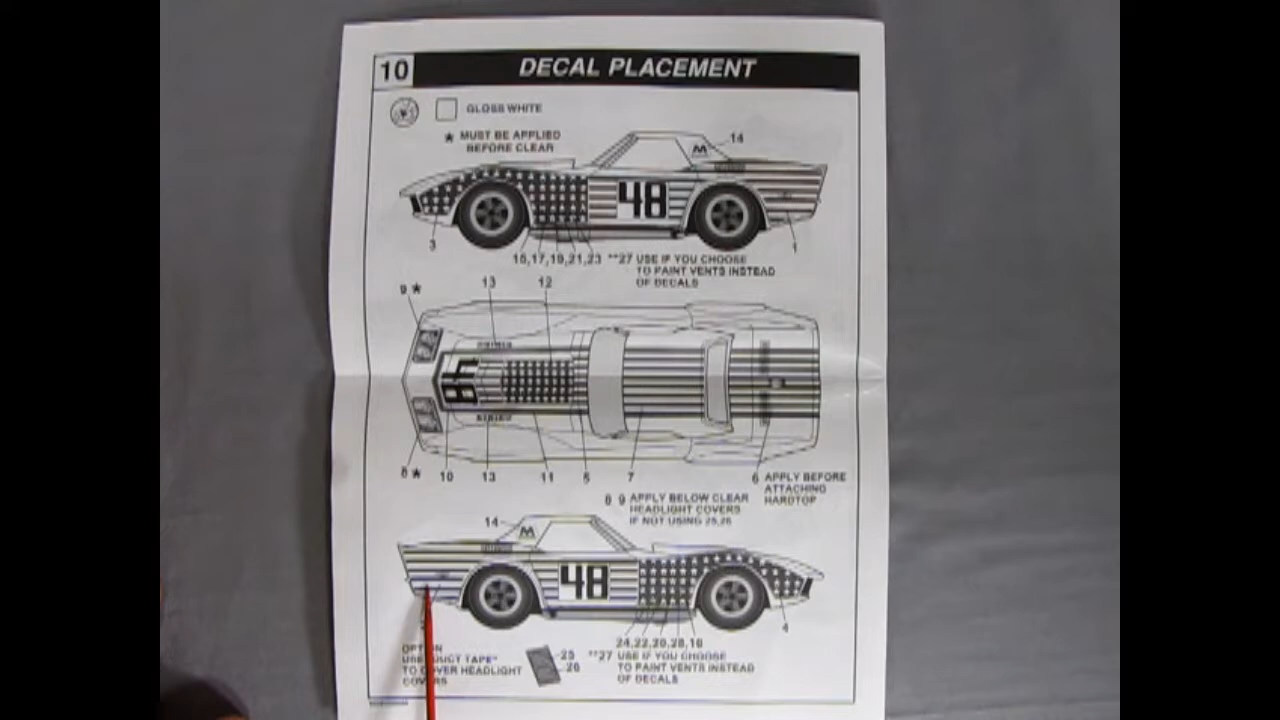 10 DECAL PLACEMENT
GLOSS WHITE
★ MUST BE APPLIED
BEFORE CLEAR
14
M
48
3
1
15,17,19,21,23
**27 USE IF YOU CHOOSE
TO PAINT VENTS INSTEAD
OF DECALS
9★
13
12
48
8★
10
13
11
5
7
6 APPLY BEFORE
ATTACHING
HARDTOP
8 9 APPLY BELOW CLEAR
HEADLIGHT COVERS
IF NOT USING 25,26
14
M
48
4
24,22,20,28,16
**27 USE IF YOU CHOOSE
TO PAINT VENTS INSTEAD
OF DECALS
25
26
DUCT TAPE"
TO COVER HEADLIGHT